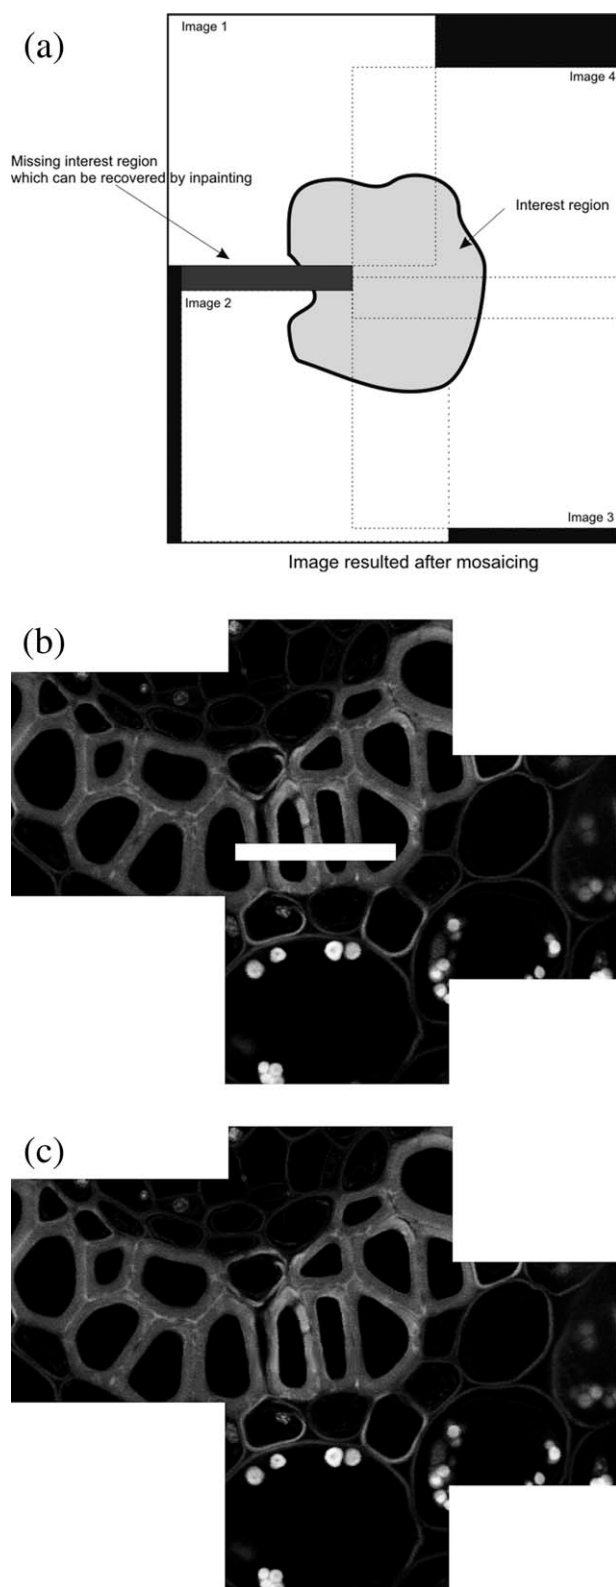 (a)
Image 1
Image 4
Missing interest region
which can be recovered by inpainting
Interest region
Image 2
Image 3
Image resulted after mosaicing
(b)
(c)